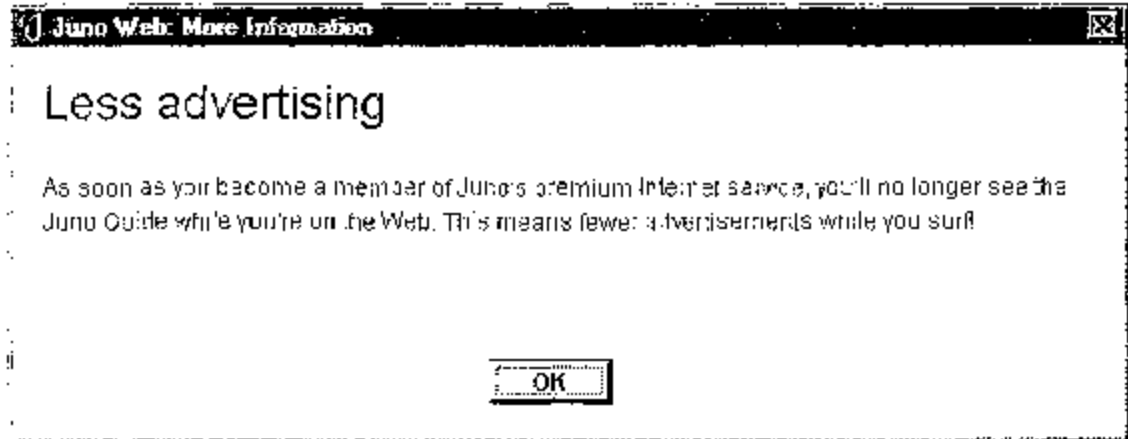 Juno Web: More Information
Less advertising
As soon as you become a member of Juno's premium Internet service, you'll no longer see the
Juno Guide while you're on the Web. This means fewer advertisements while you surf!
OK